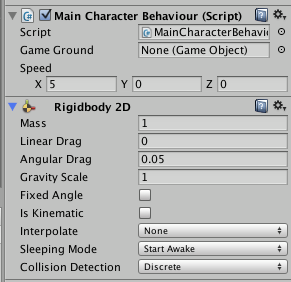 Main Character Behaviour (Script)
Script MainCharacterBehavi
Game Ground None (Game Object)
Speed
X 5 Y 0 Z 0
Rigidbody 2D
Mass 1
Linear Drag 0
Angular Drag 0.05
Gravity Scale 1
Fixed Angle
Is Kinematic
Interpolate None
Sleeping Mode Start Awake
Collision Detection Discrete